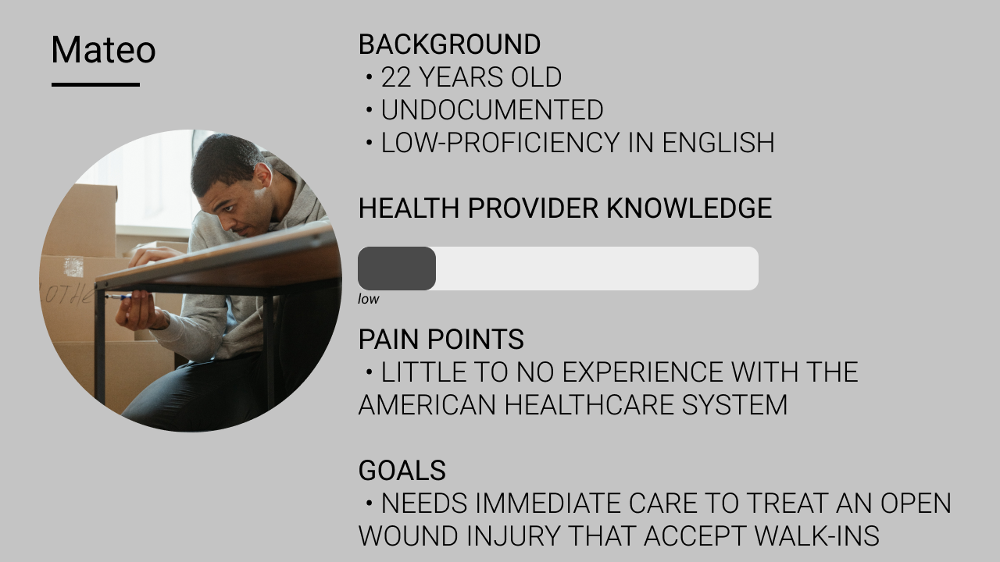 Mateo
BACKGROUND
• 22 YEARS OLD
• UNDOCUMENTED
• LOW-PROFICIENCY IN ENGLISH
HEALTH PROVIDER KNOWLEDGE
low
PAIN POINTS
• LITTLE TO NO EXPERIENCE WITH THE
AMERICAN HEALTHCARE SYSTEM
GOALS
• NEEDS IMMEDIATE CARE TO TREAT AN OPEN
WOUND INJURY THAT ACCEPT WALK-INS